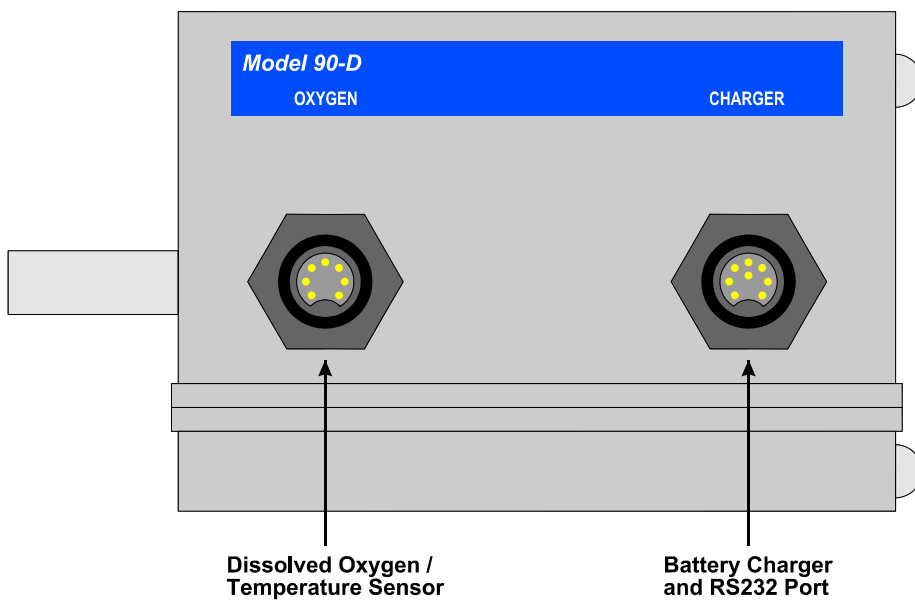 Model 90-D
OXYGEN
CHARGER
Dissolved Oxygen /
Temperature Sensor
Battery Charger
and RS232 Port